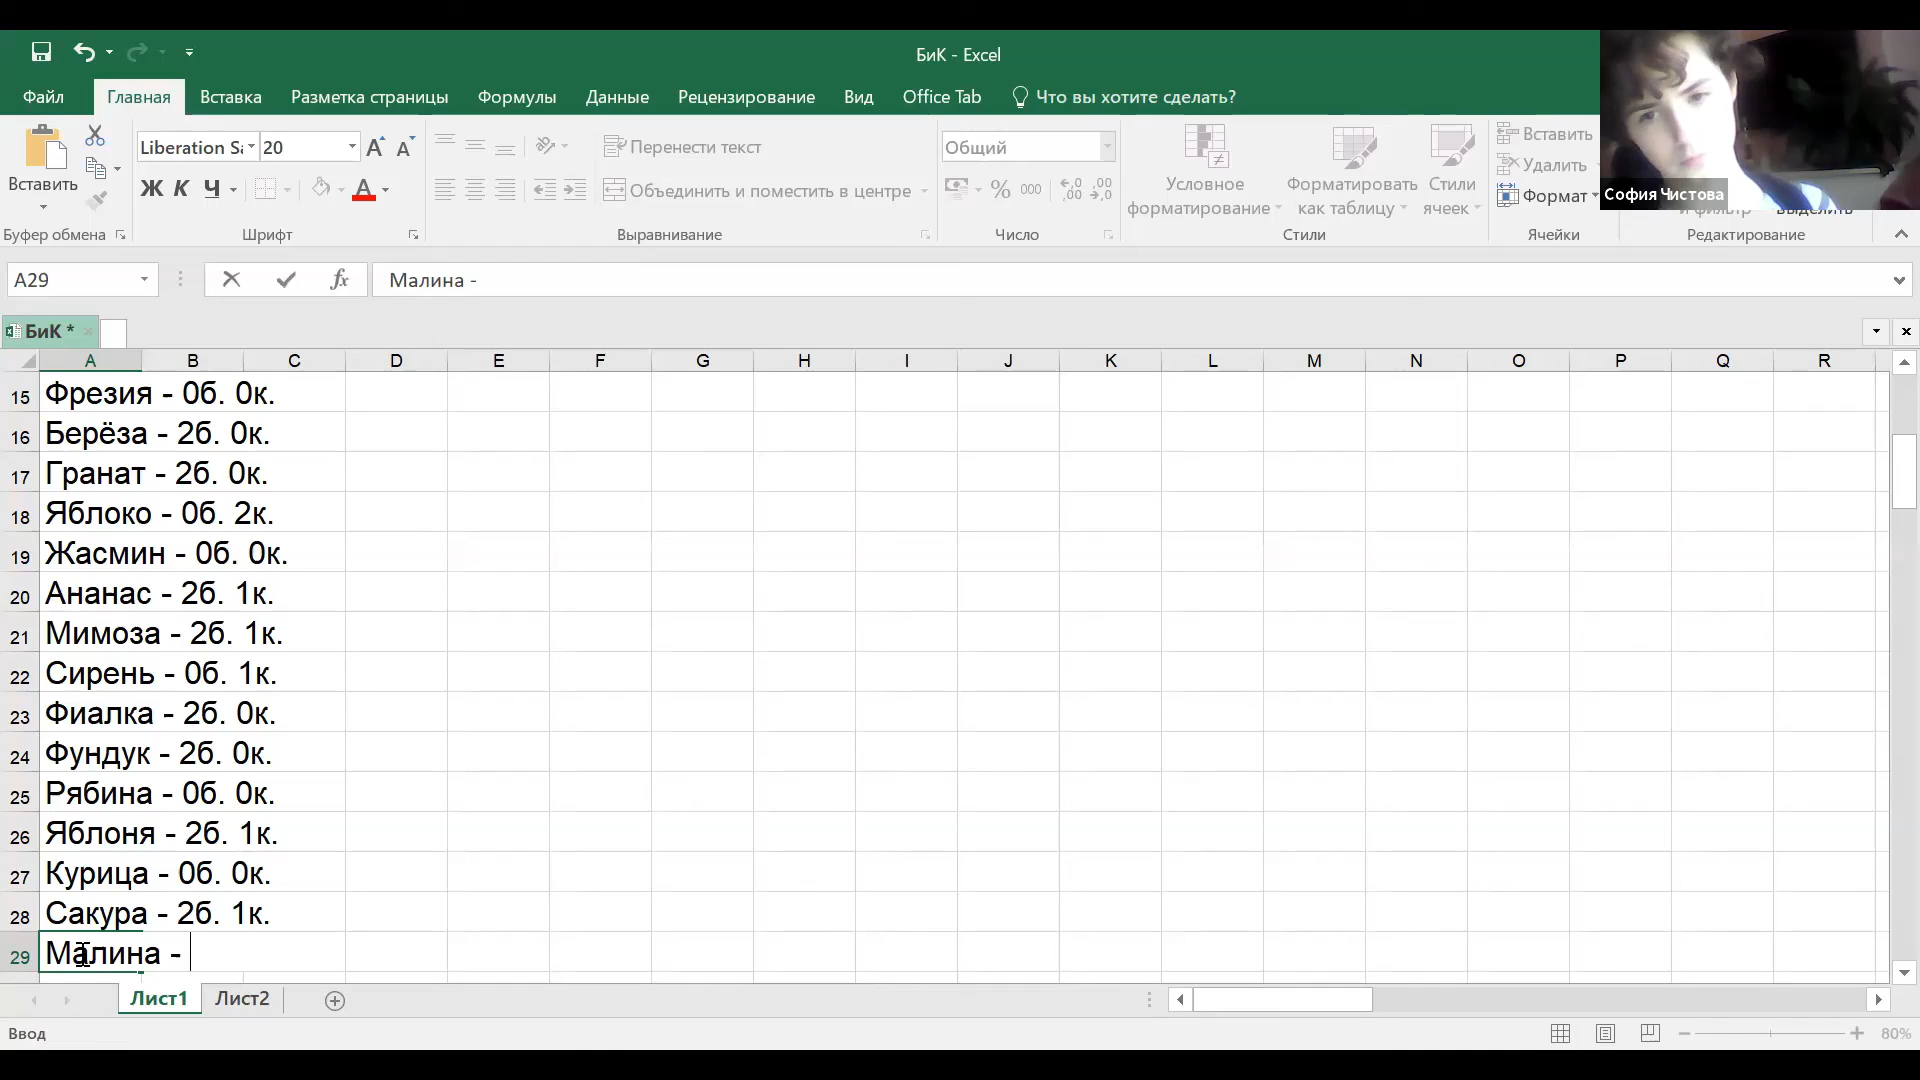 БиК - Excel
Файл Главная Вставка Разметка страницы Формулы Данные Рецензирование Вид Office Tab Что вы хотите сделать?
Liberation Sa 20 Перенести текст Общий Вставить
Удалить
Вставить Ж К Ч A Объединить и поместить в центре % 000 Условное форматирование Форматировать как таблицу Стили ячеек Формат
София Чистова
и фильтр выделить
Буфер обмена Шрифт Выравнивание Число Стили Ячейки Редактирование
A29 fx Малина -
БиК *
A B C D E F G H I J K L M N O P Q R
15 Фрезия - 0б. 0к.
16 Берёза - 2б. 0к.
17 Гранат - 2б. 0к.
18 Яблоко - 0б. 2к.
19 Жасмин - 0б. 0к.
20 Ананас - 2б. 1к.
21 Мимоза - 2б. 1к.
22 Сирень - 0б. 1к.
23 Фиалка - 2б. 0к.
24 Фундук - 2б. 0к.
25 Рябина - 0б. 0к.
26 Яблоня - 2б. 1к.
27 Курица - 0б. 0к.
28 Сакура - 2б. 1к.
29 Малина -
Лист1 Лист2
Ввод 80%